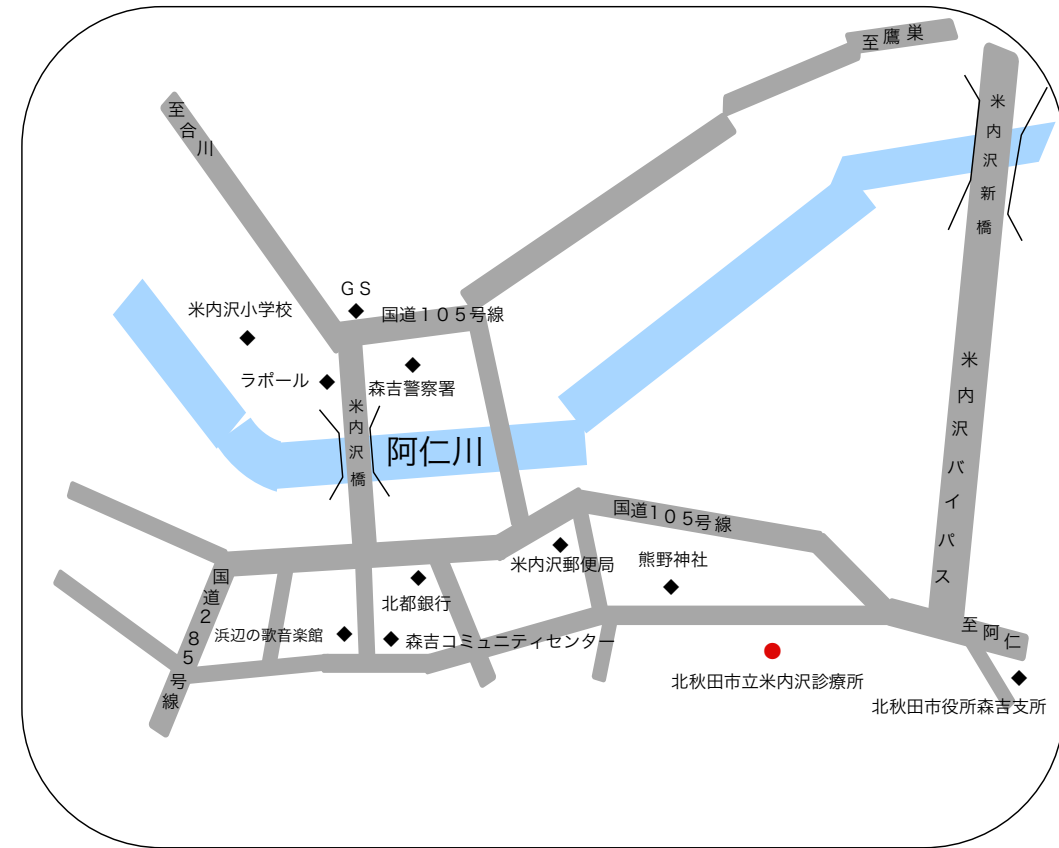 至鷹巣
至合川
米内沢新橋
ＧＳ
国道１０５号線
米内沢小学校
ラポール
森吉警察署
米内沢橋
阿仁川
米内沢バイパス
国道１０５号線
米内沢郵便局
熊野神社
国道２８５号線
北都銀行
浜辺の歌音楽館
森吉コミュニティセンター
至阿仁
北秋田市立米内沢診療所
北秋田市役所森吉支所